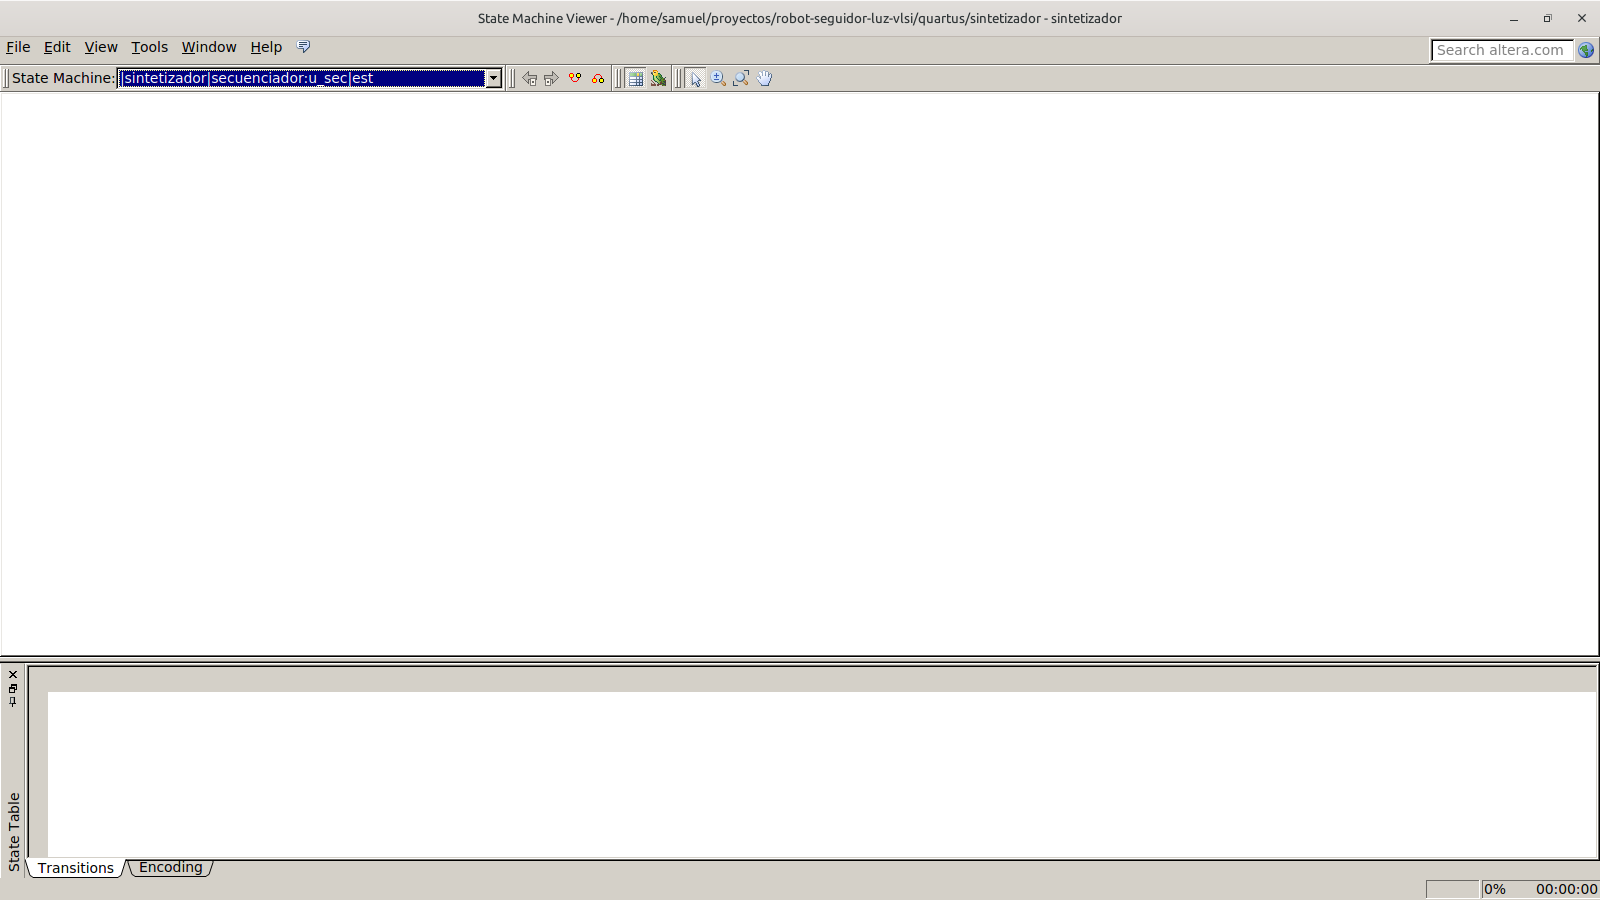 State Machine Viewer - /home/samuel/proyectos/robot-seguidor-luz-vlsi/quartus/sintetizador - sintetizador
File Edit View Tools Window Help
Search altera.com
State Machine: |sintetizador|secuenciador:u_sec|est
State Table
Transitions Encoding
0% 00:00:00